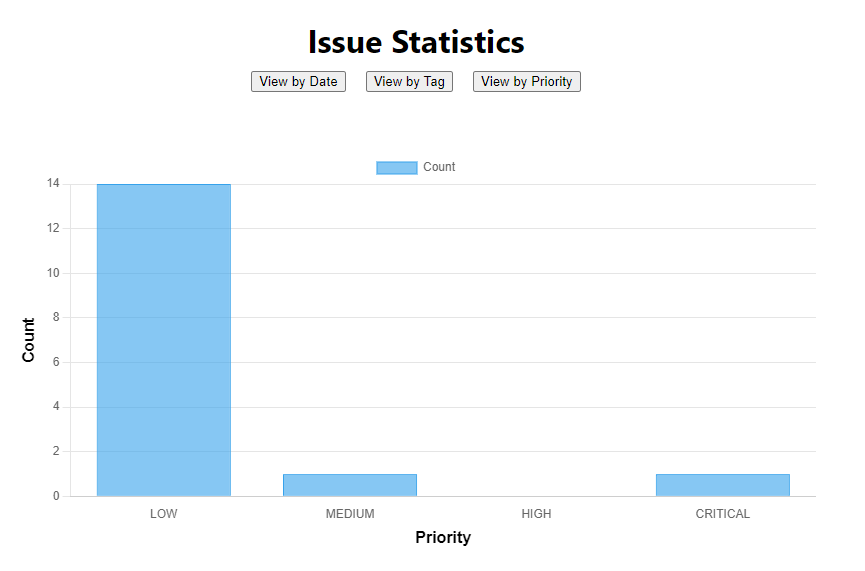 Issue Statistics
View by Date View by Tag View by Priority
Count
14
12
10
8
6
4
2
0
Count
LOW MEDIUM HIGH CRITICAL
Priority